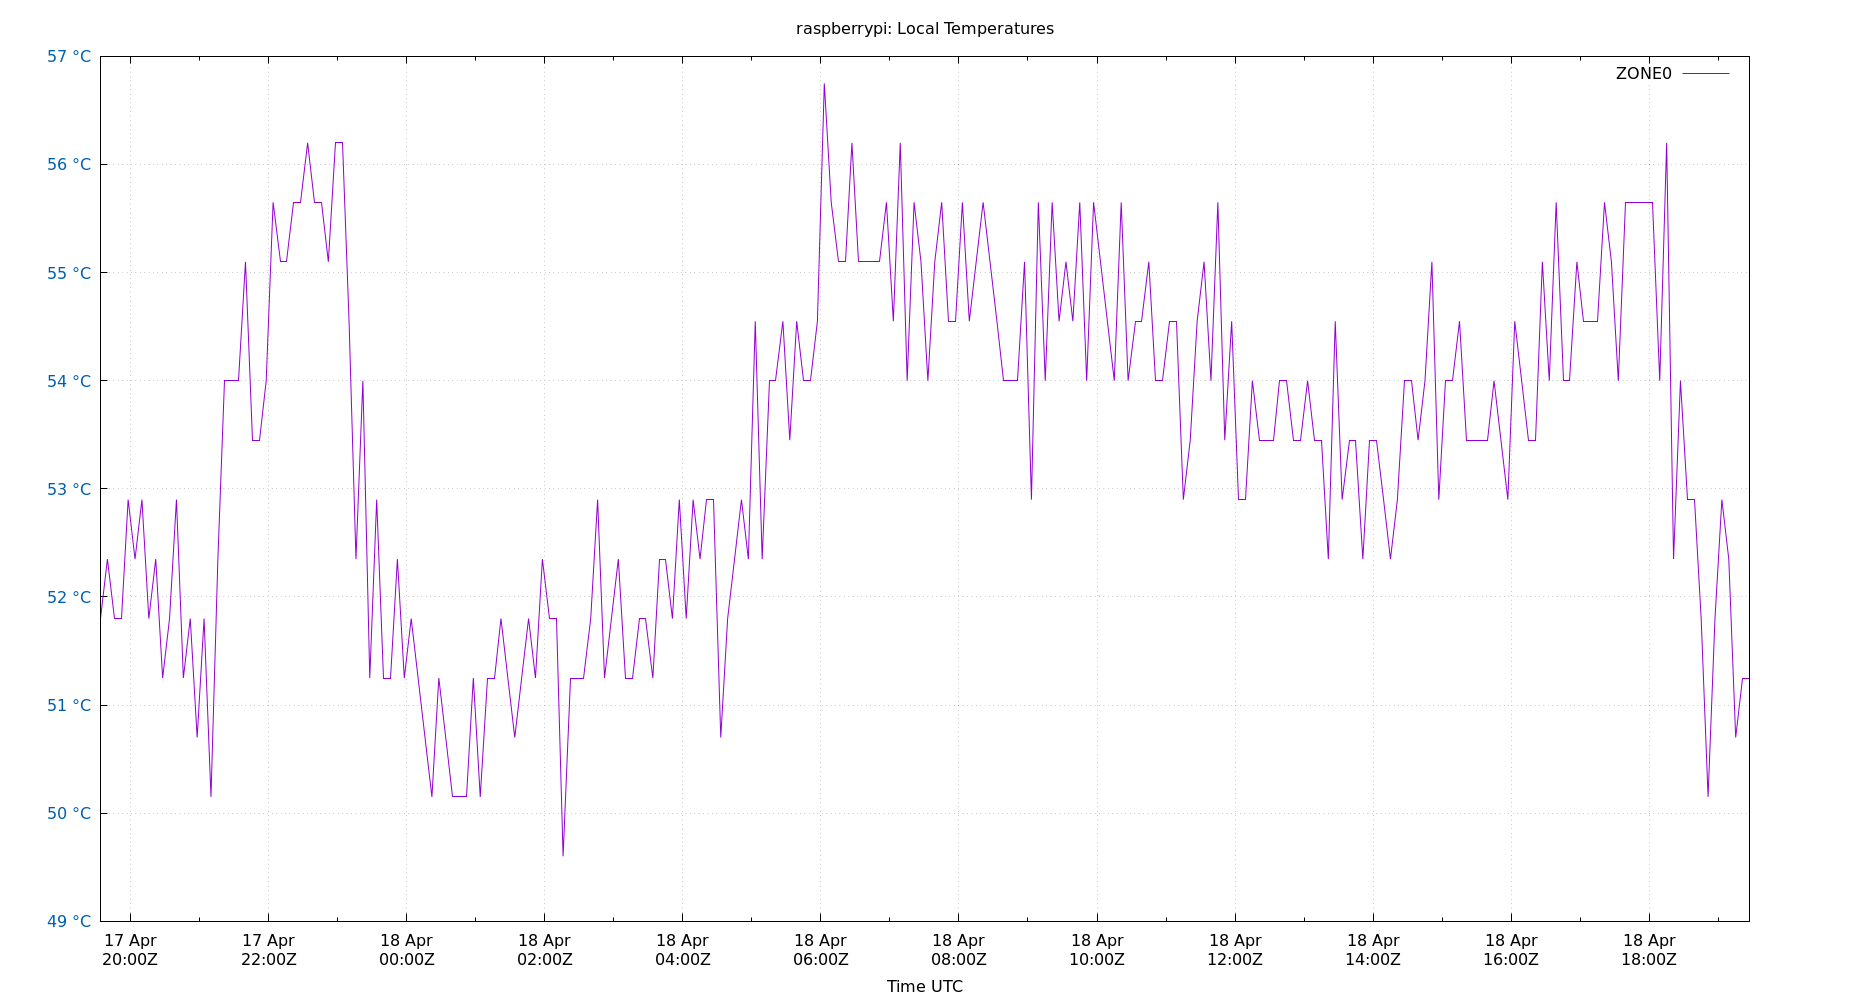 raspberrypi: Local Temperatures
57 °C
ZONE0
56 °C
55 °C
54 °C
53 °C
52 °C
51 °C
50 °C
49 °C
17 Apr 17 Apr 18 Apr 18 Apr 18 Apr 18 Apr 18 Apr 18 Apr 18 Apr 18 Apr 18 Apr 18 Apr
20:00Z 22:00Z 00:00Z 02:00Z 04:00Z 06:00Z 08:00Z 10:00Z 12:00Z 14:00Z 16:00Z 18:00Z
Time UTC